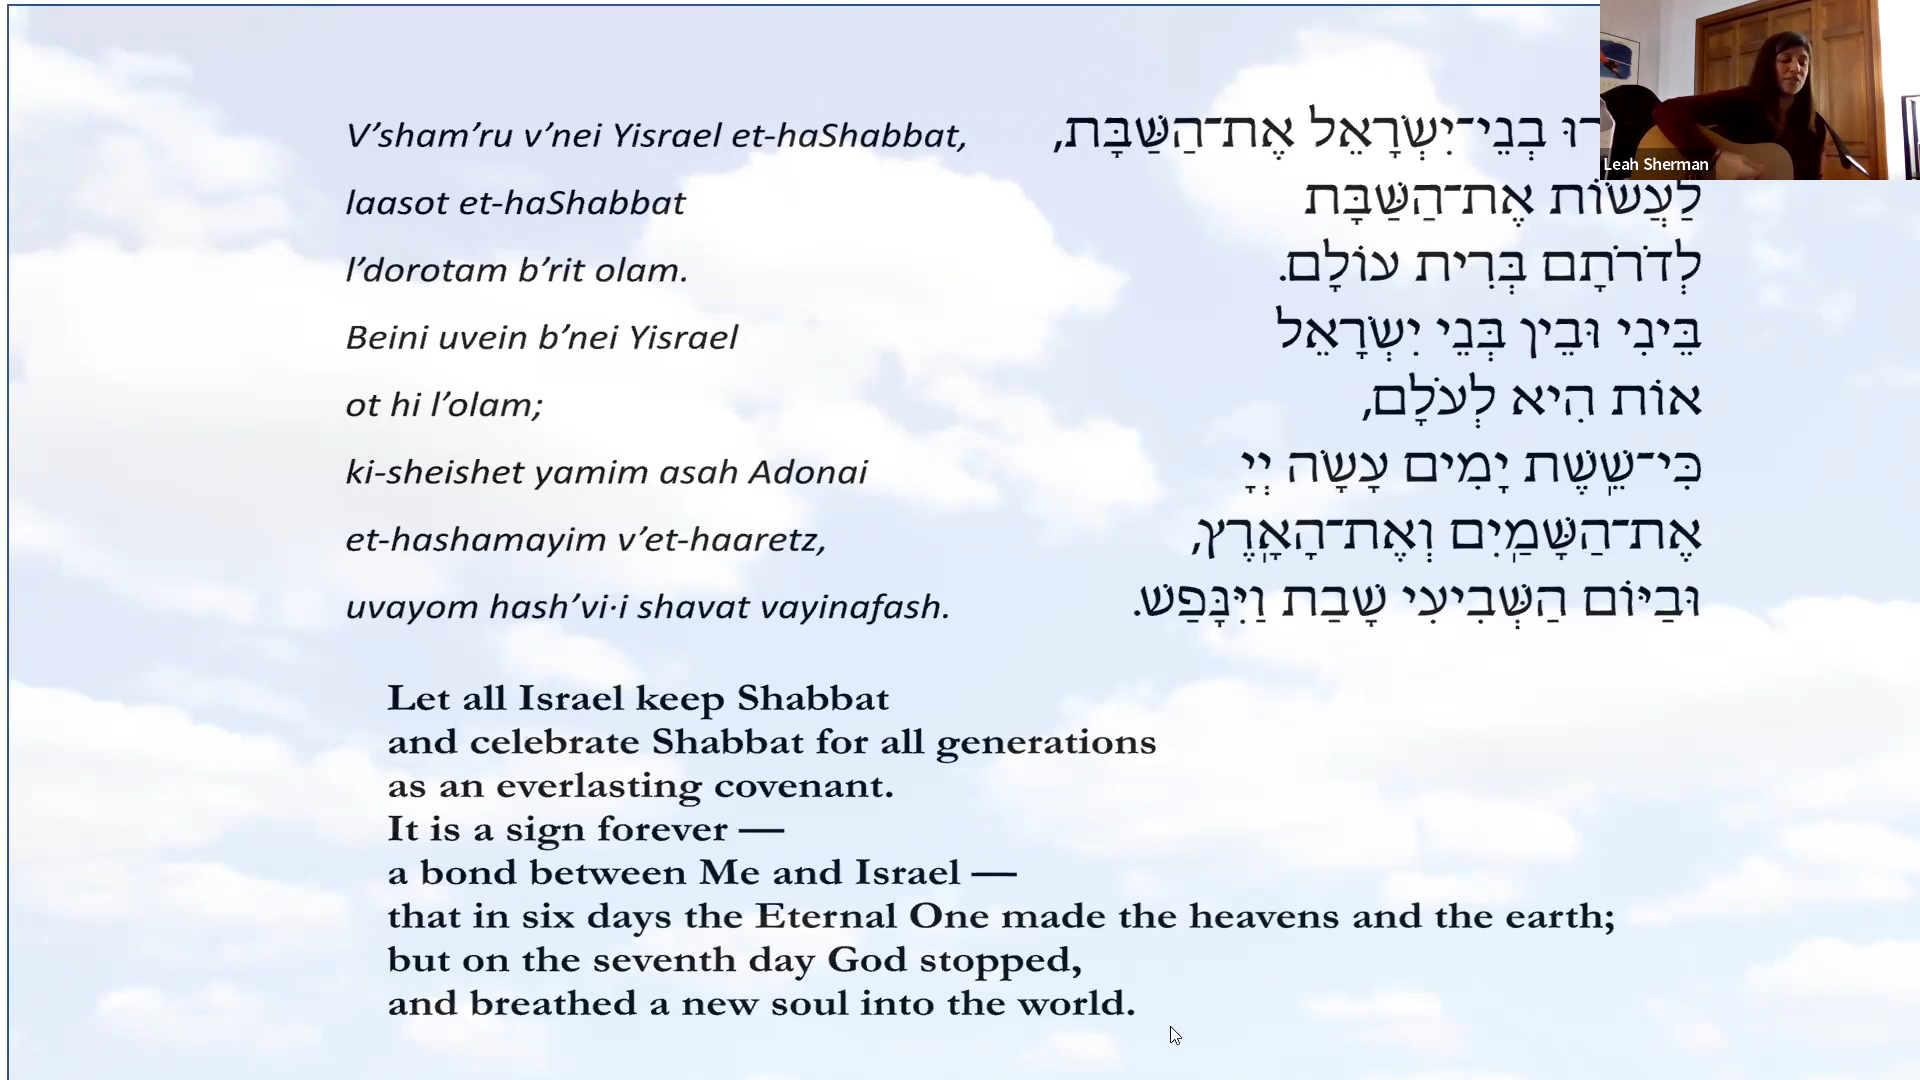 V’sham’ru v’nei Yisrael et-haShabbat,
laasot et-haShabbat
l’dorotam b’rit olam.
Beini uvein b’nei Yisrael
ot hi l’olam;
ki-sheishet yamim asah Adonai
et-hashamayim v’et-haaretz,
uvayom hash’vi·i shavat vayinafash.
בְנֵי־יִשְׂרָאֵל אֶת־הַשַּׁבָּת,
לַעֲשׂוֹת אֶת־הַשַּׁבָּת
לְדֹרֹתָם בְּרִית עוֹלָם.
בֵּינִי וּבֵין בְּנֵי יִשְׂרָאֵל
אוֹת הִיא לְעֹלָם,
כִּי־שֵֽׁשֶׁת יָמִים עָשָׂה יְיָ
אֶת־הַשָּׁמַֽיִם וְאֶת־הָאָֽרֶץ,
וּבַיּוֹם הַשְּׁבִיעִי שָׁבַת וַיִּנָּפַשׁ.
Let all Israel keep Shabbat
and celebrate Shabbat for all generations
as an everlasting covenant.
It is a sign forever —
a bond between Me and Israel —
that in six days the Eternal One made the heavens and the earth;
but on the seventh day God stopped,
and breathed a new soul into the world.
Leah Sherman